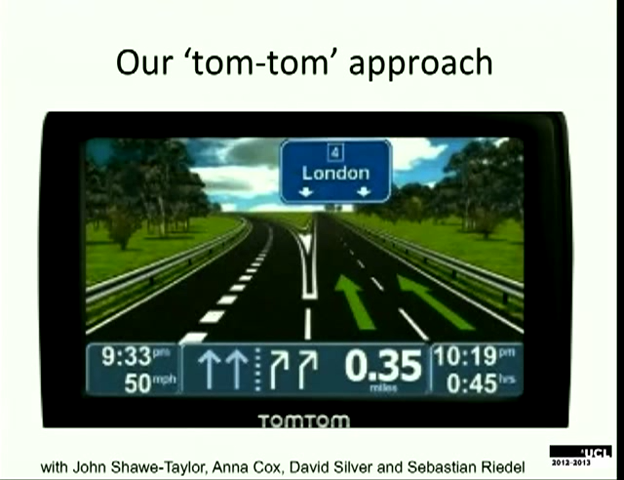 Our ‘tom-tom’ approach
4
London
9:33pm
50mph
0.35
miles
10:19pm
0:45hrs
TOMTOM
with John Shawe-Taylor, Anna Cox, David Silver and Sebastian Riedel
UCL
2012-2013